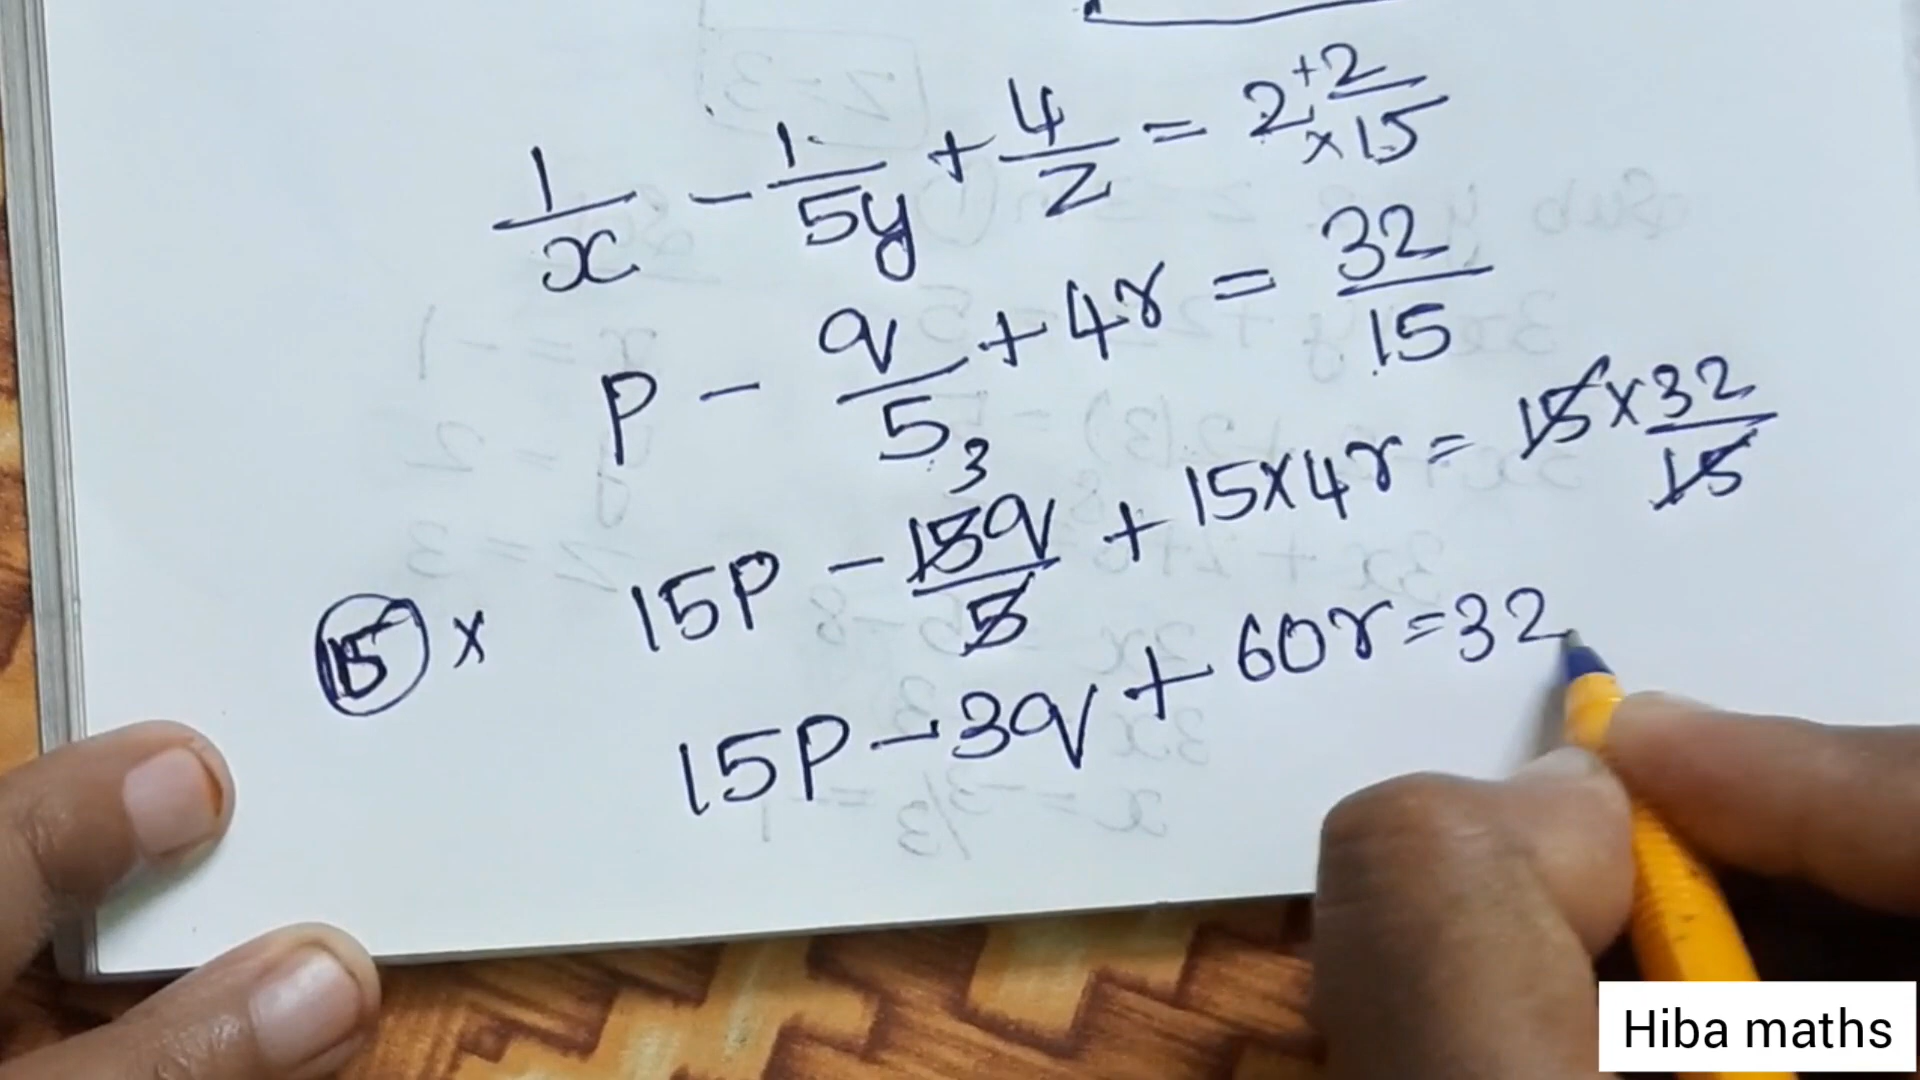 1/x - 1/5y + 4/z = 2 + 2/×15
p - q/5 + 4r = 32/15
3
15 × 15p - 15q/5 + 15×4r = 15×32/15
15p - 3q + 60r = 32
Hiba maths